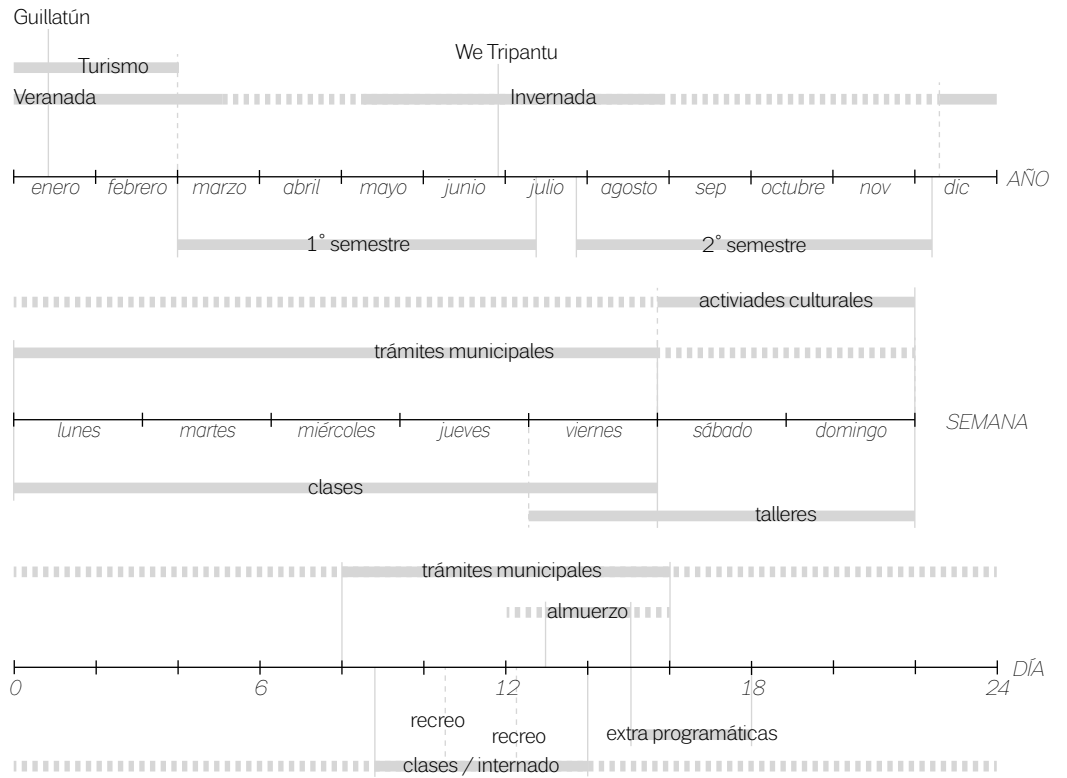 Guillatún
Turismo
We Tripantu
Veranada
Invernada
enero febrero marzo abril mayo junio julio agosto sep octubre nov dic AÑO
1° semestre 2° semestre
activiades culturales
trámites municipales
lunes martes miércoles jueves viernes sábado domingo SEMANA
clases
talleres
trámites municipales
almuerzo
DÍA
0 6 12 18 24
recreo
recreo
extra programáticas
clases / internado